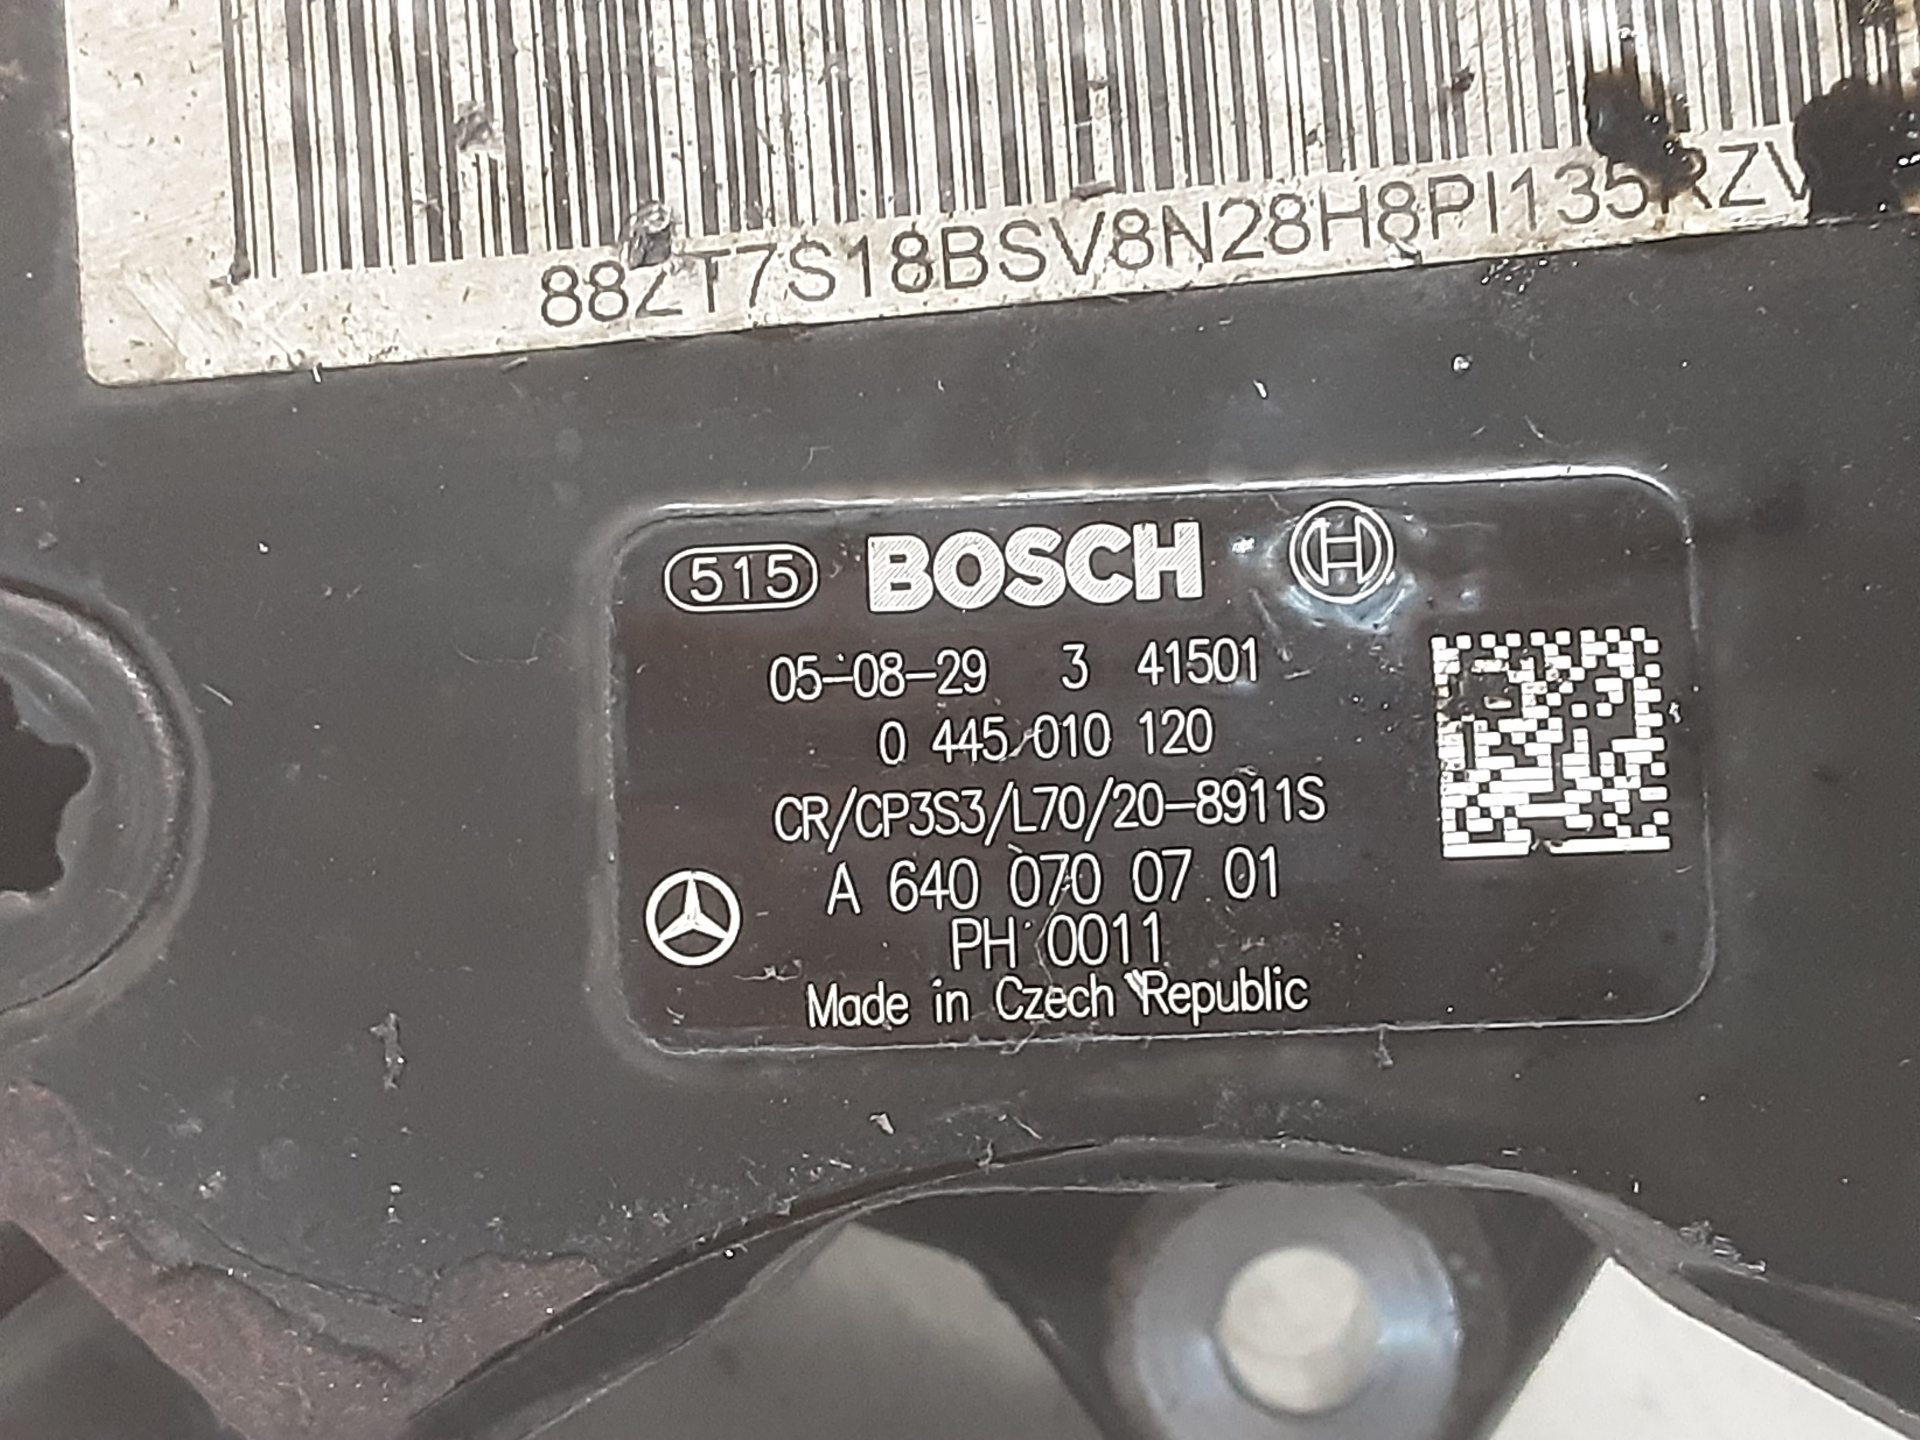 88ZT7S18BSV8N28H8PI135RZV
515 BOSCH
05-08-29 3 41501
0 445 010 120
CR/CP3S3/L70/20-8911S
A 640 070 07 01
PH 0011
Made in Czech Republic